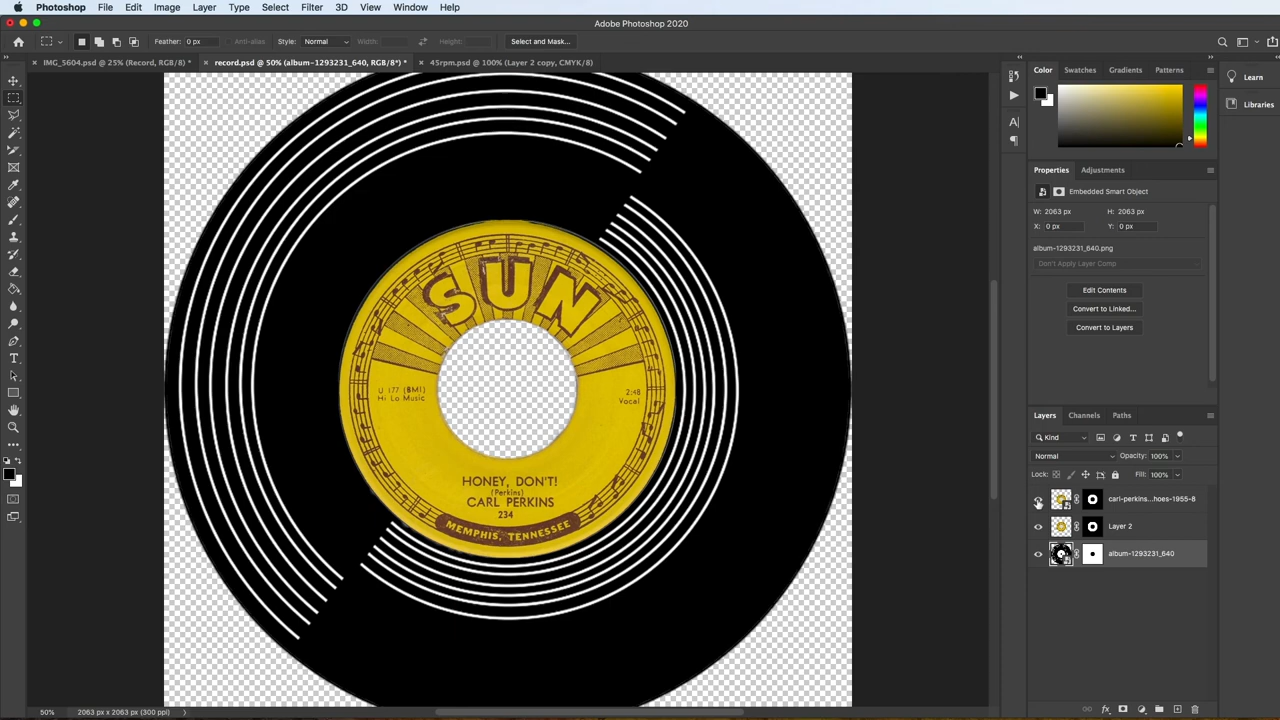 Photoshop File Edit Image Layer Type Select Filter 3D View Window Help
Adobe Photoshop 2020
Feather: 0 px Anti-alias Style: Normal Width: Height: Select and Mask...
IMG_5604.psd @ 25% (Record, RGB/8) * record.psd @ 50% (album-1293231_640, RGB/8*) * 45rpm.psd @ 100% (Layer 2 copy, CMYK/8)
Color Swatches Gradients Patterns
Learn
Libraries
Properties Adjustments
Embedded Smart Object
W: 2063 px H: 2063 px
X: 0 px Y: 0 px
album-1293231_640.png
Don't Apply Layer Comp
Edit Contents
Convert to Linked...
Convert to Layers
Layers Channels Paths
Kind
Normal Opacity: 100%
Lock: Fill: 100%
carl-perkins...hoes-1955-8
Layer 2
album-1293231_640
SUN
U 177 (BMI)
Hi Lo Music
2:48
Vocal
HONEY, DON'T!
(Perkins)
CARL PERKINS
234
MEMPHIS, TENNESSEE
50% 2063 px x 2063 px (300 ppi)